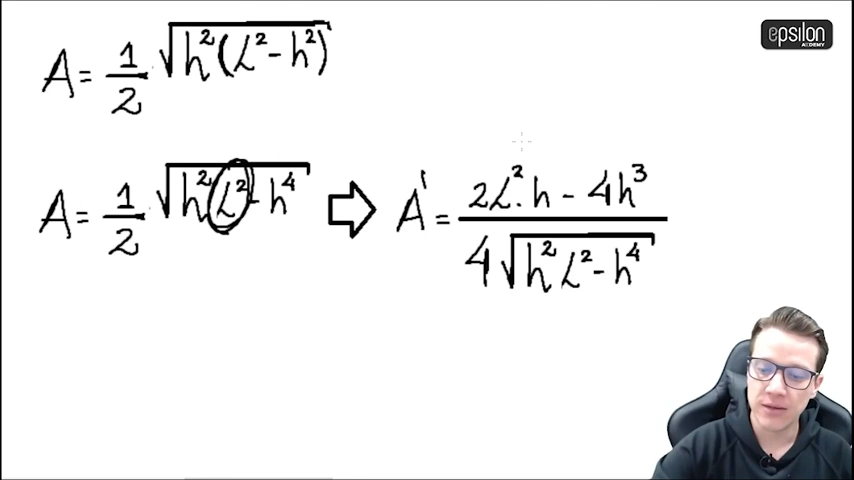 epsilon
ACADEMY
A = 1/2 √(h²(L² - h²))
A = 1/2 √(h²L² - h⁴) ⇒ A' = (2L².h - 4h³)/(4√(h²L² - h⁴))